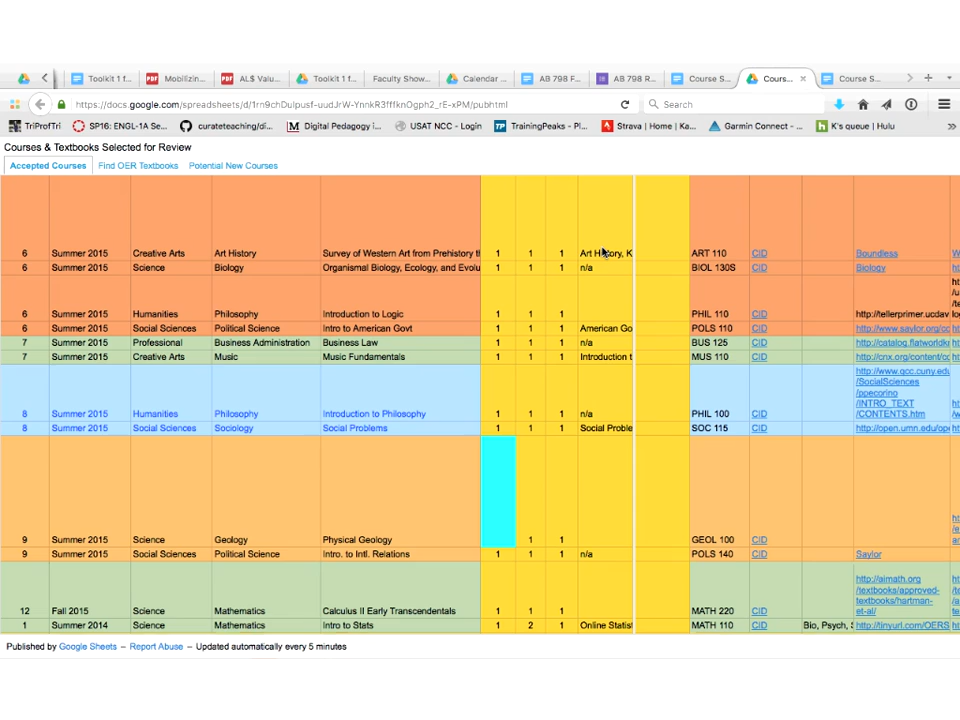 Toolkit 1 f... Mobilizin... AL$ Valu... Toolkit 1 f... Faculty Show... Calendar ... AB 798 F... AB 798 R... Course S... Cours... × Course S...
https://docs.google.com/spreadsheets/d/ Search
TriProfTri SP16: ENGL-1A Se... curateteaching/di... Digital Pedagogy i... USAT NCC - Login TrainingPeaks - Pl... Strava | Home | Ka... Garmin Connect - ... K's queue | Hulu »
Courses & Textbooks Selected for Review
Accepted Courses Find OER Textbooks Potential New Courses
6 Summer 2015 Creative Arts Art History Survey of Western Art from Prehistory th 1 1 1 Art History, K ART 110 CID Boundless W
6 Summer 2015 Science Biology Organismal Biology, Ecology, and Evolu 1 1 1 n/a BIOL 130S CID Biology
6 Summer 2015 Humanities Philosophy Introduction to Logic 1 1 1 PHIL 110 CID http://tellerprimer.ucdav
6 Summer 2015 Social Sciences Political Science Intro to American Govt 1 1 1 American Go POLS 110 CID http://www.saylor.org/cc
7 Summer 2015 Professional Business Administration Business Law 1 1 1 n/a BUS 125 CID http://catalog.flatworldk
7 Summer 2015 Creative Arts Music Music Fundamentals 1 1 1 Introduction t MUS 110 CID http://cnx.org/content/cc
http://www.qcc.cuny.edu
/SocialSciences
/ppecorino
/INTRO_TEXT
8 Summer 2015 Humanities Philosophy Introduction to Philosophy 1 1 1 n/a PHIL 100 CID /CONTENTS.htm
8 Summer 2015 Social Sciences Sociology Social Problems 1 1 1 Social Proble SOC 115 CID http://open.umn.edu/ope
9 Summer 2015 Science Geology Physical Geology 1 1 GEOL 100 CID
9 Summer 2015 Social Sciences Political Science Intro. to Intl. Relations 1 1 1 n/a POLS 140 CID Saylor
http://aimath.org
/textbooks/approved-
textbooks/hartman-
et-al/
12 Fall 2015 Science Mathematics Calculus II Early Transcendentals 1 1 1 MATH 220 CID
1 Summer 2014 Science Mathematics Intro to Stats 1 2 1 Online Statist MATH 110 CID Bio, Psych, http://tinyurl.com/OERS
Published by Google Sheets – Report Abuse – Updated automatically every 5 minutes